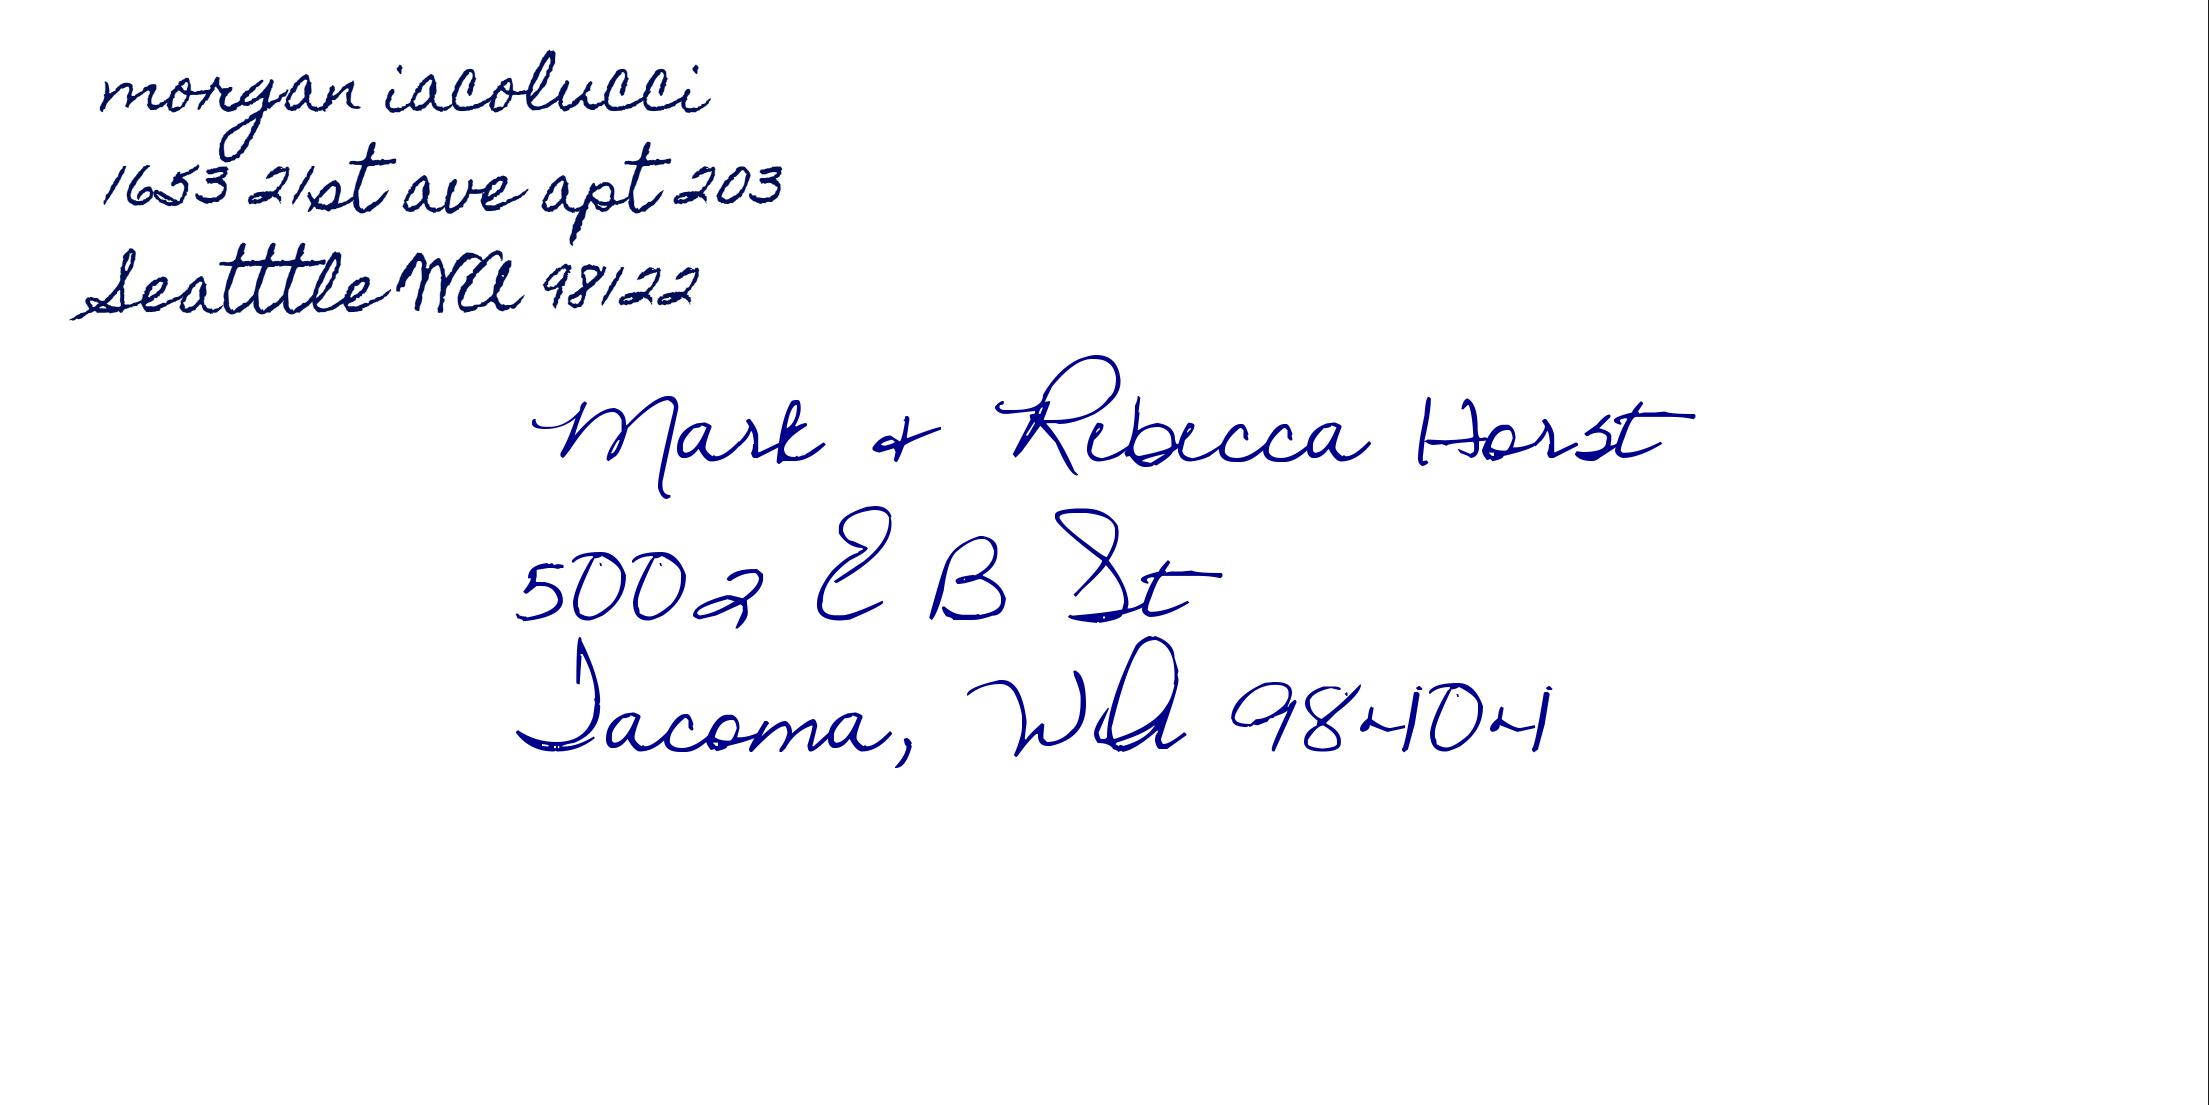 morgan iacolucci
1653 21st ave apt 203
Seatttle WA 98122
Mark & Rebecca Horst
5002 E B St
Tacoma, WA 98404